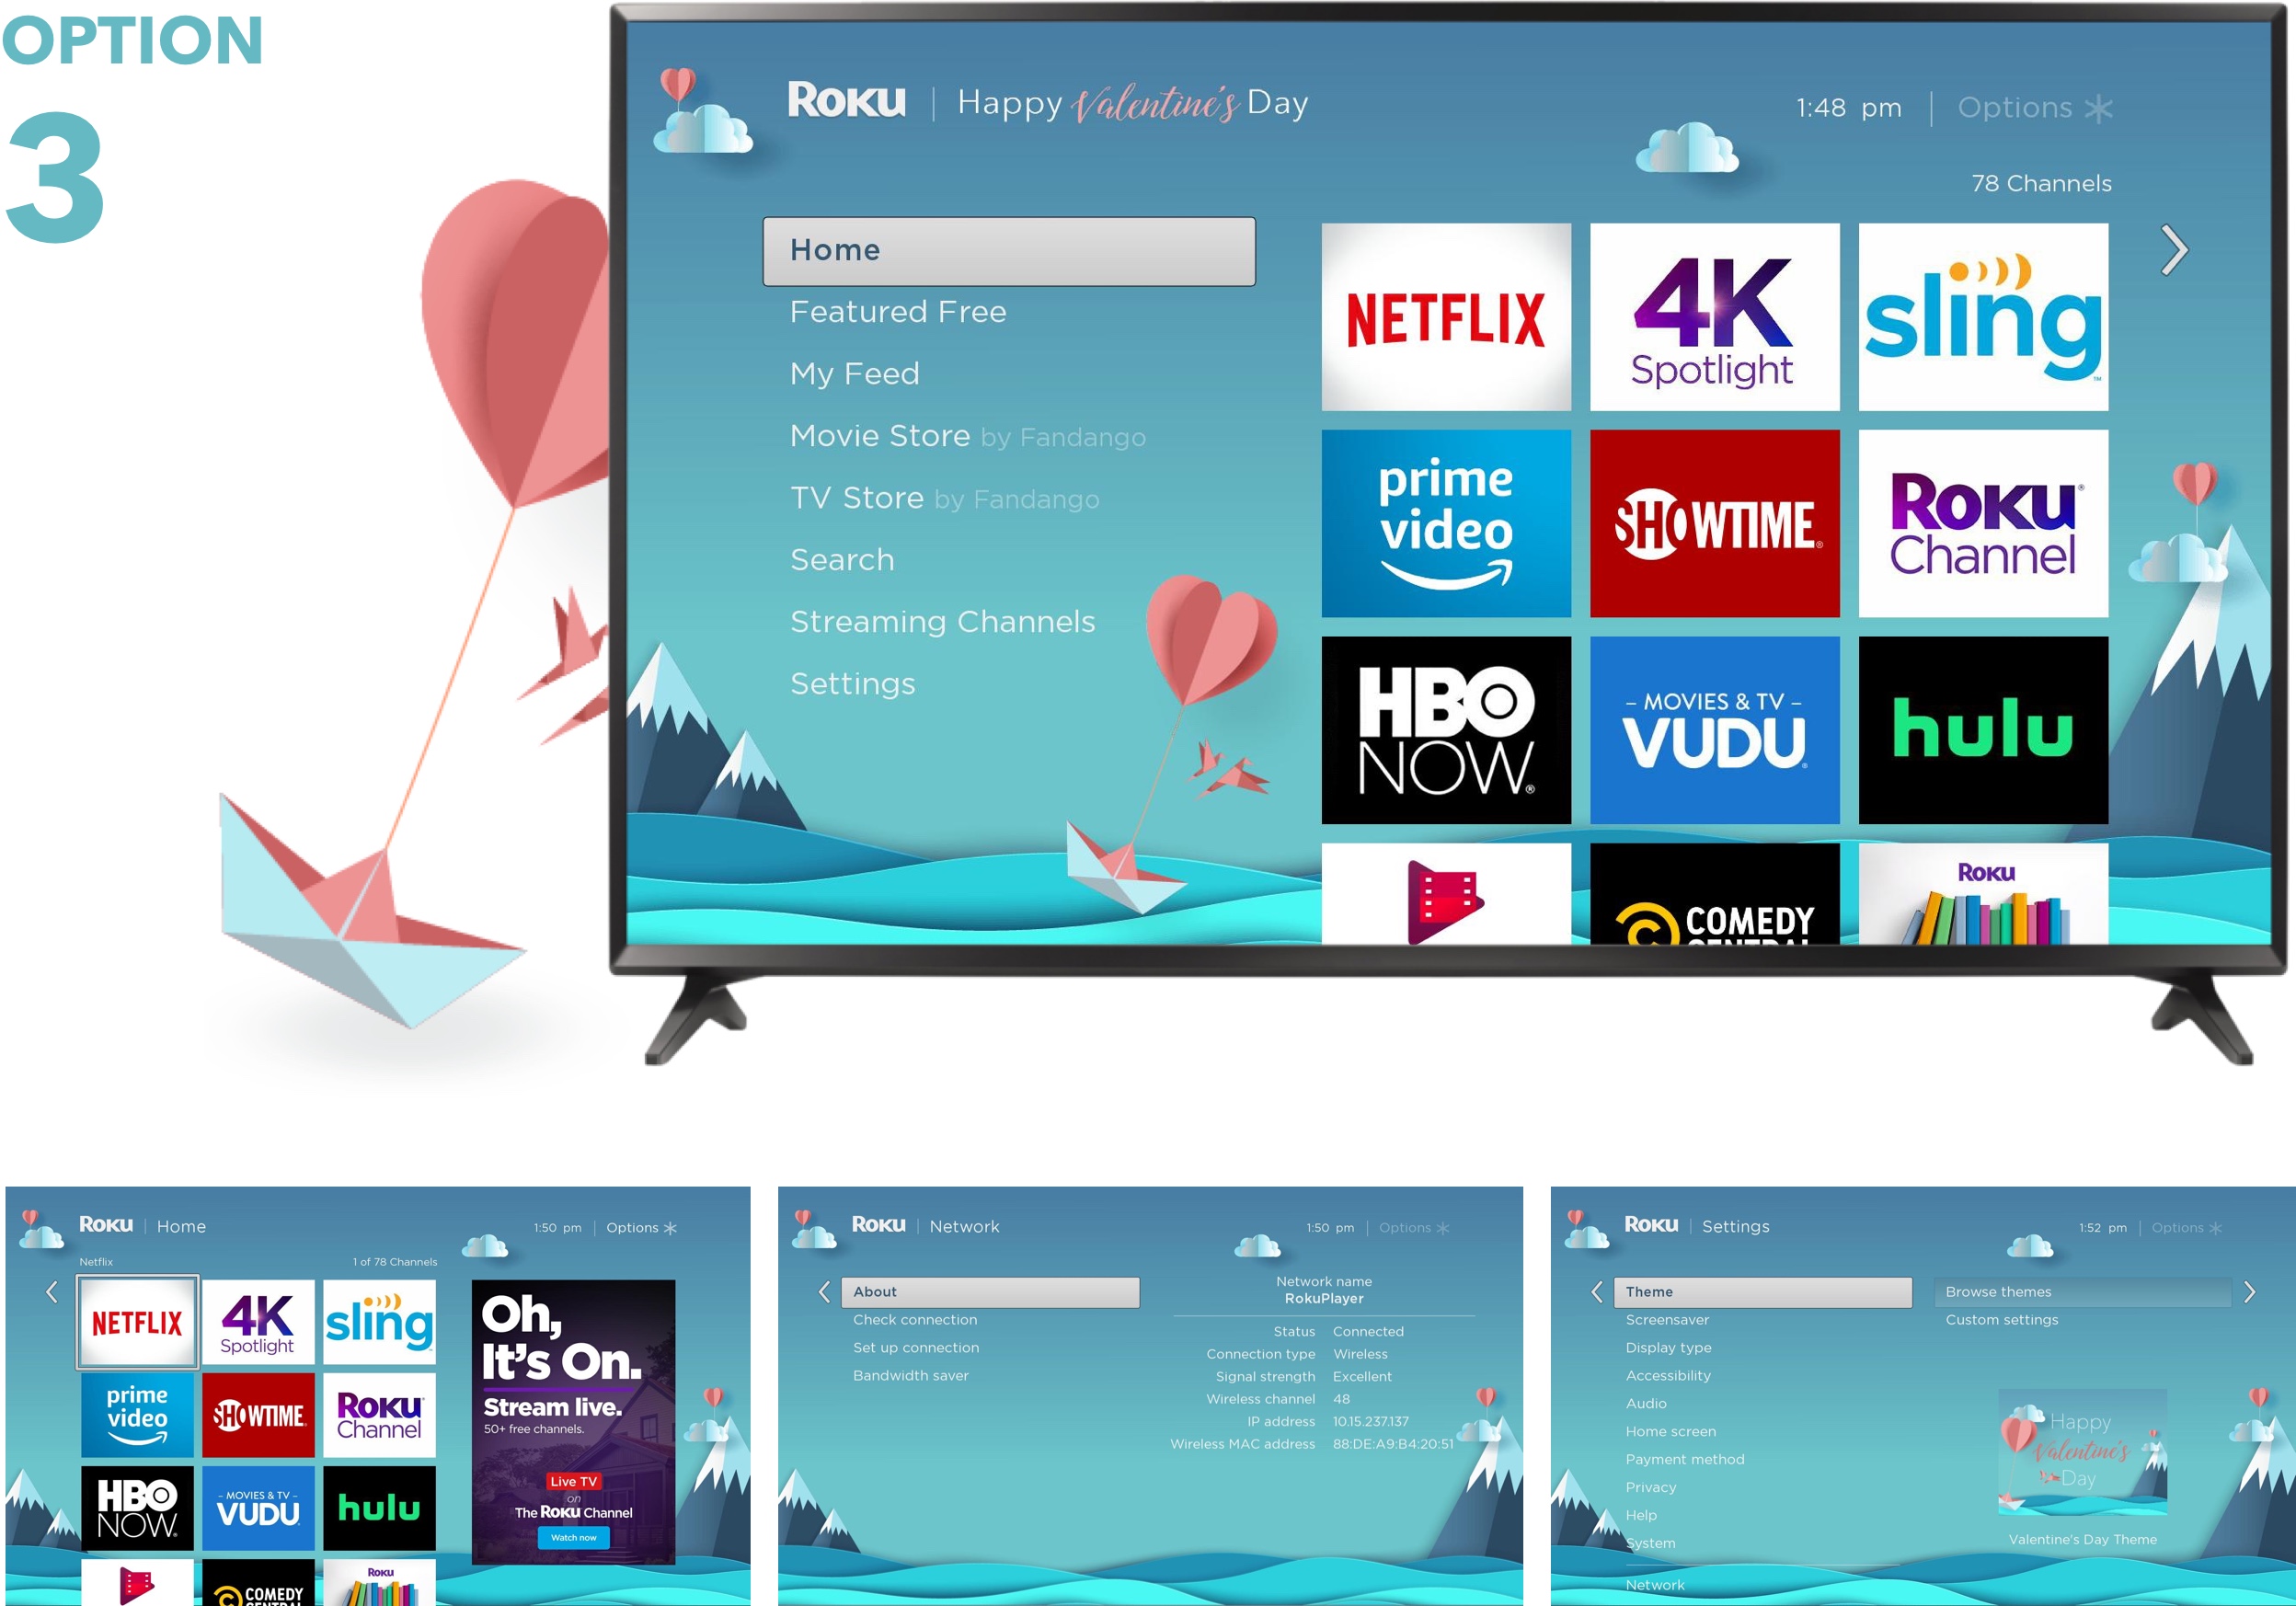 OPTION
3
Roku | Happy Valentine's Day
1:48 pm | Options
78 Channels
Home
Featured Free
My Feed
Movie Store by Fandango
TV Store by Fandango
Search
Streaming Channels
Settings
NETFLIX
4K
Spotlight
sling
TM
prime
video
SHOWTIME®
Roku®
Channel
HBO
NOW®
– MOVIES & TV –
VUDU
hulu
COMEDY
CENTRAL
Roku
Roku | Home
1:50 pm | Options
Netflix
1 of 78 Channels
NETFLIX
4K
Spotlight
sling
prime
video
SHOWTIME
Roku
Channel
HBO
NOW
– MOVIES & TV –
VUDU
hulu
COMEDY
CENTRAL
Roku
Oh,
It's On.
Stream live.
50+ free channels.
Live TV
on
The Roku Channel
Watch now
Roku | Network
1:50 pm | Options
About
Check connection
Set up connection
Bandwidth saver
Network name
RokuPlayer
Status Connected
Connection type Wireless
Signal strength Excellent
Wireless channel 48
IP address 10.15.237.137
Wireless MAC address 88:DE:A9:B4:20:51
Roku | Settings
1:52 pm | Options
Theme
Screensaver
Display type
Accessibility
Audio
Home screen
Payment method
Privacy
Help
System
Network
Browse themes
Custom settings
Happy
Valentine's
Day
Valentine's Day Theme